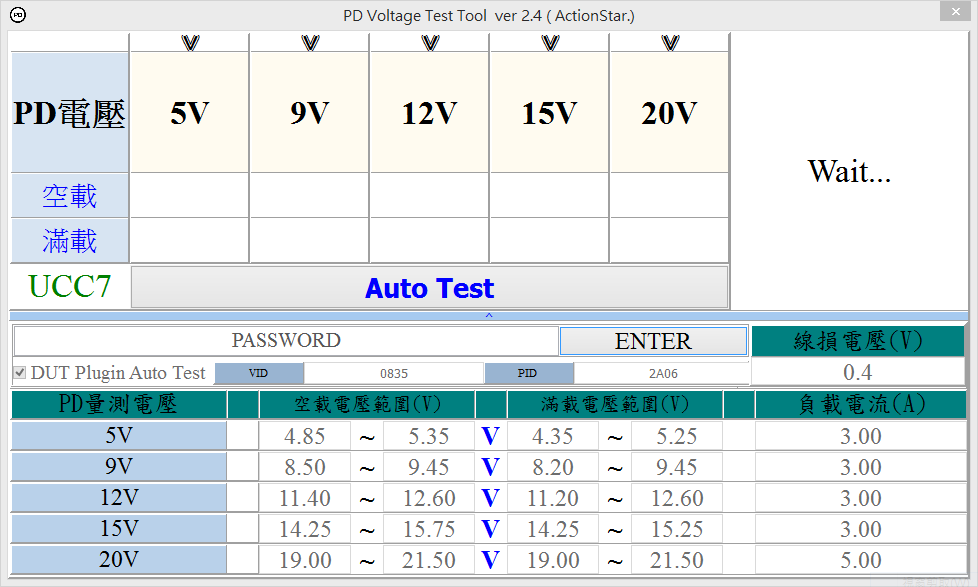 PD Voltage Test Tool ver 2.4 ( ActionStar.)
PD電壓 5V 9V 12V 15V 20V
Wait...
空載
滿載
UCC7 Auto Test
PASSWORD ENTER 線損電壓(V)
DUT Plugin Auto Test VID 0835 PID 2A06 0.4
PD量測電壓 空載電壓範圍(V) 滿載電壓範圍(V) 負載電流(A)
5V 4.85 ~ 5.35 V 4.35 ~ 5.25 3.00
9V 8.50 ~ 9.45 V 8.20 ~ 9.45 3.00
12V 11.40 ~ 12.60 V 11.20 ~ 12.60 3.00
15V 14.25 ~ 15.75 V 14.25 ~ 15.25 3.00
20V 19.00 ~ 21.50 V 19.00 ~ 21.50 5.00